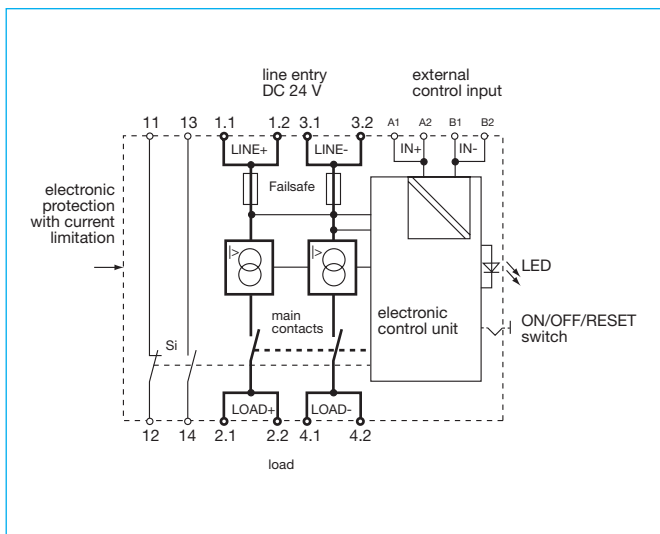 line entry
DC 24 V
external
control input
11 13 1.1 1.2 3.1 3.2 A1 A2 B1 B2
LINE+ LINE- IN+ IN-
Failsafe
electronic
protection
with current
limitation
I> I>
LED
main
contacts
electronic
control unit
ON/OFF/RESET
switch
Si
LOAD+ LOAD-
12 14 2.1 2.2 4.1 4.2
load